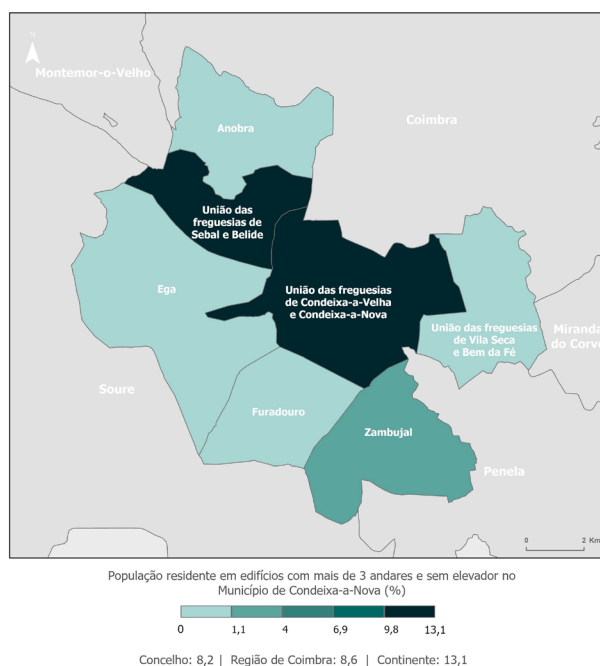 N
Montemor-o-Velho
Coimbra
Anobra
União das
freguesias de
Sebal e Belide
Ega
União das freguesias
de Condeixa-a-Velha
e Condeixa-a-Nova
União das freguesias
de Vila Seca
e Bem da Fé
Miranda
do Corvo
Soure
Furadouro
Zambujal
Penela
0 2 Km
População residente em edifícios com mais de 3 andares e sem elevador no
Município de Condeixa-a-Nova (%)
0 1,1 4 6,9 9,8 13,1
Concelho: 8,2 | Região de Coimbra: 8,6 | Continente: 13,1